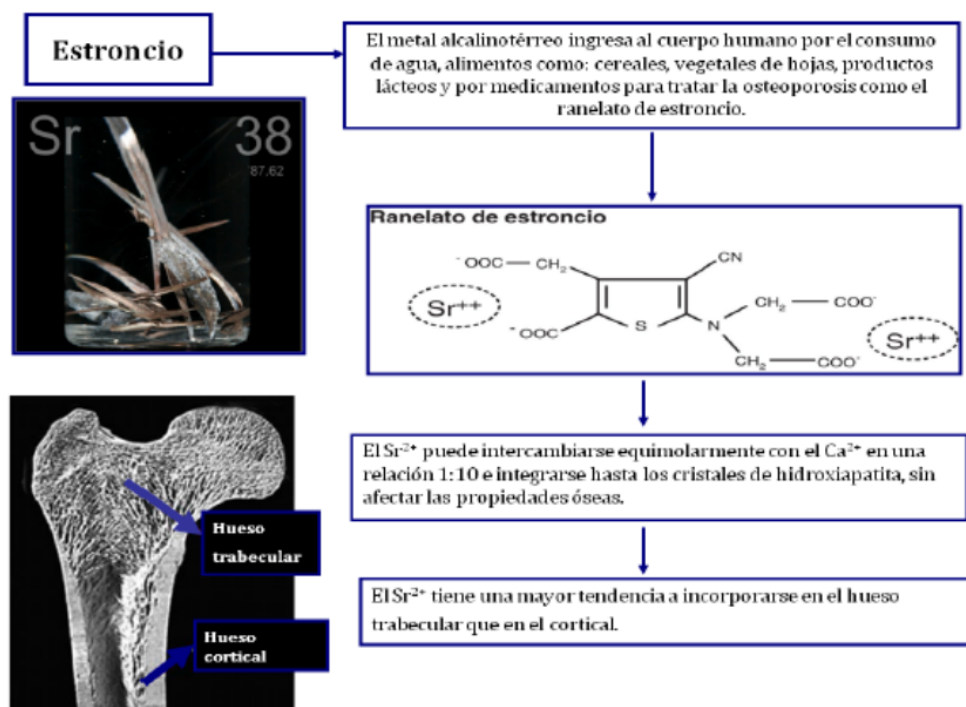 Estroncio
El metal alcalinotérreo ingresa al cuerpo humano por el consumo
de agua, alimentos como: cereales, vegetales de hojas, productos
lácteos y por medicamentos para tratar la osteoporosis como el
ranelato de estroncio.
Sr 38
87.62
Ranelato de estroncio
⁻OOC CH₂ CN
Sr⁺⁺
CH₂ COO⁻
⁻OOC S N
Sr⁺⁺
CH₂ COO⁻
El Sr²⁺ puede intercambiarse equimolarmente con el Ca²⁺ en una
relación 1:10 e integrarse hasta los cristales de hidroxiapatita, sin
afectar las propiedades óseas.
Hueso
trabecular
El Sr²⁺ tiene una mayor tendencia a incorporarse en el hueso
trabecular que en el cortical.
Hueso
cortical